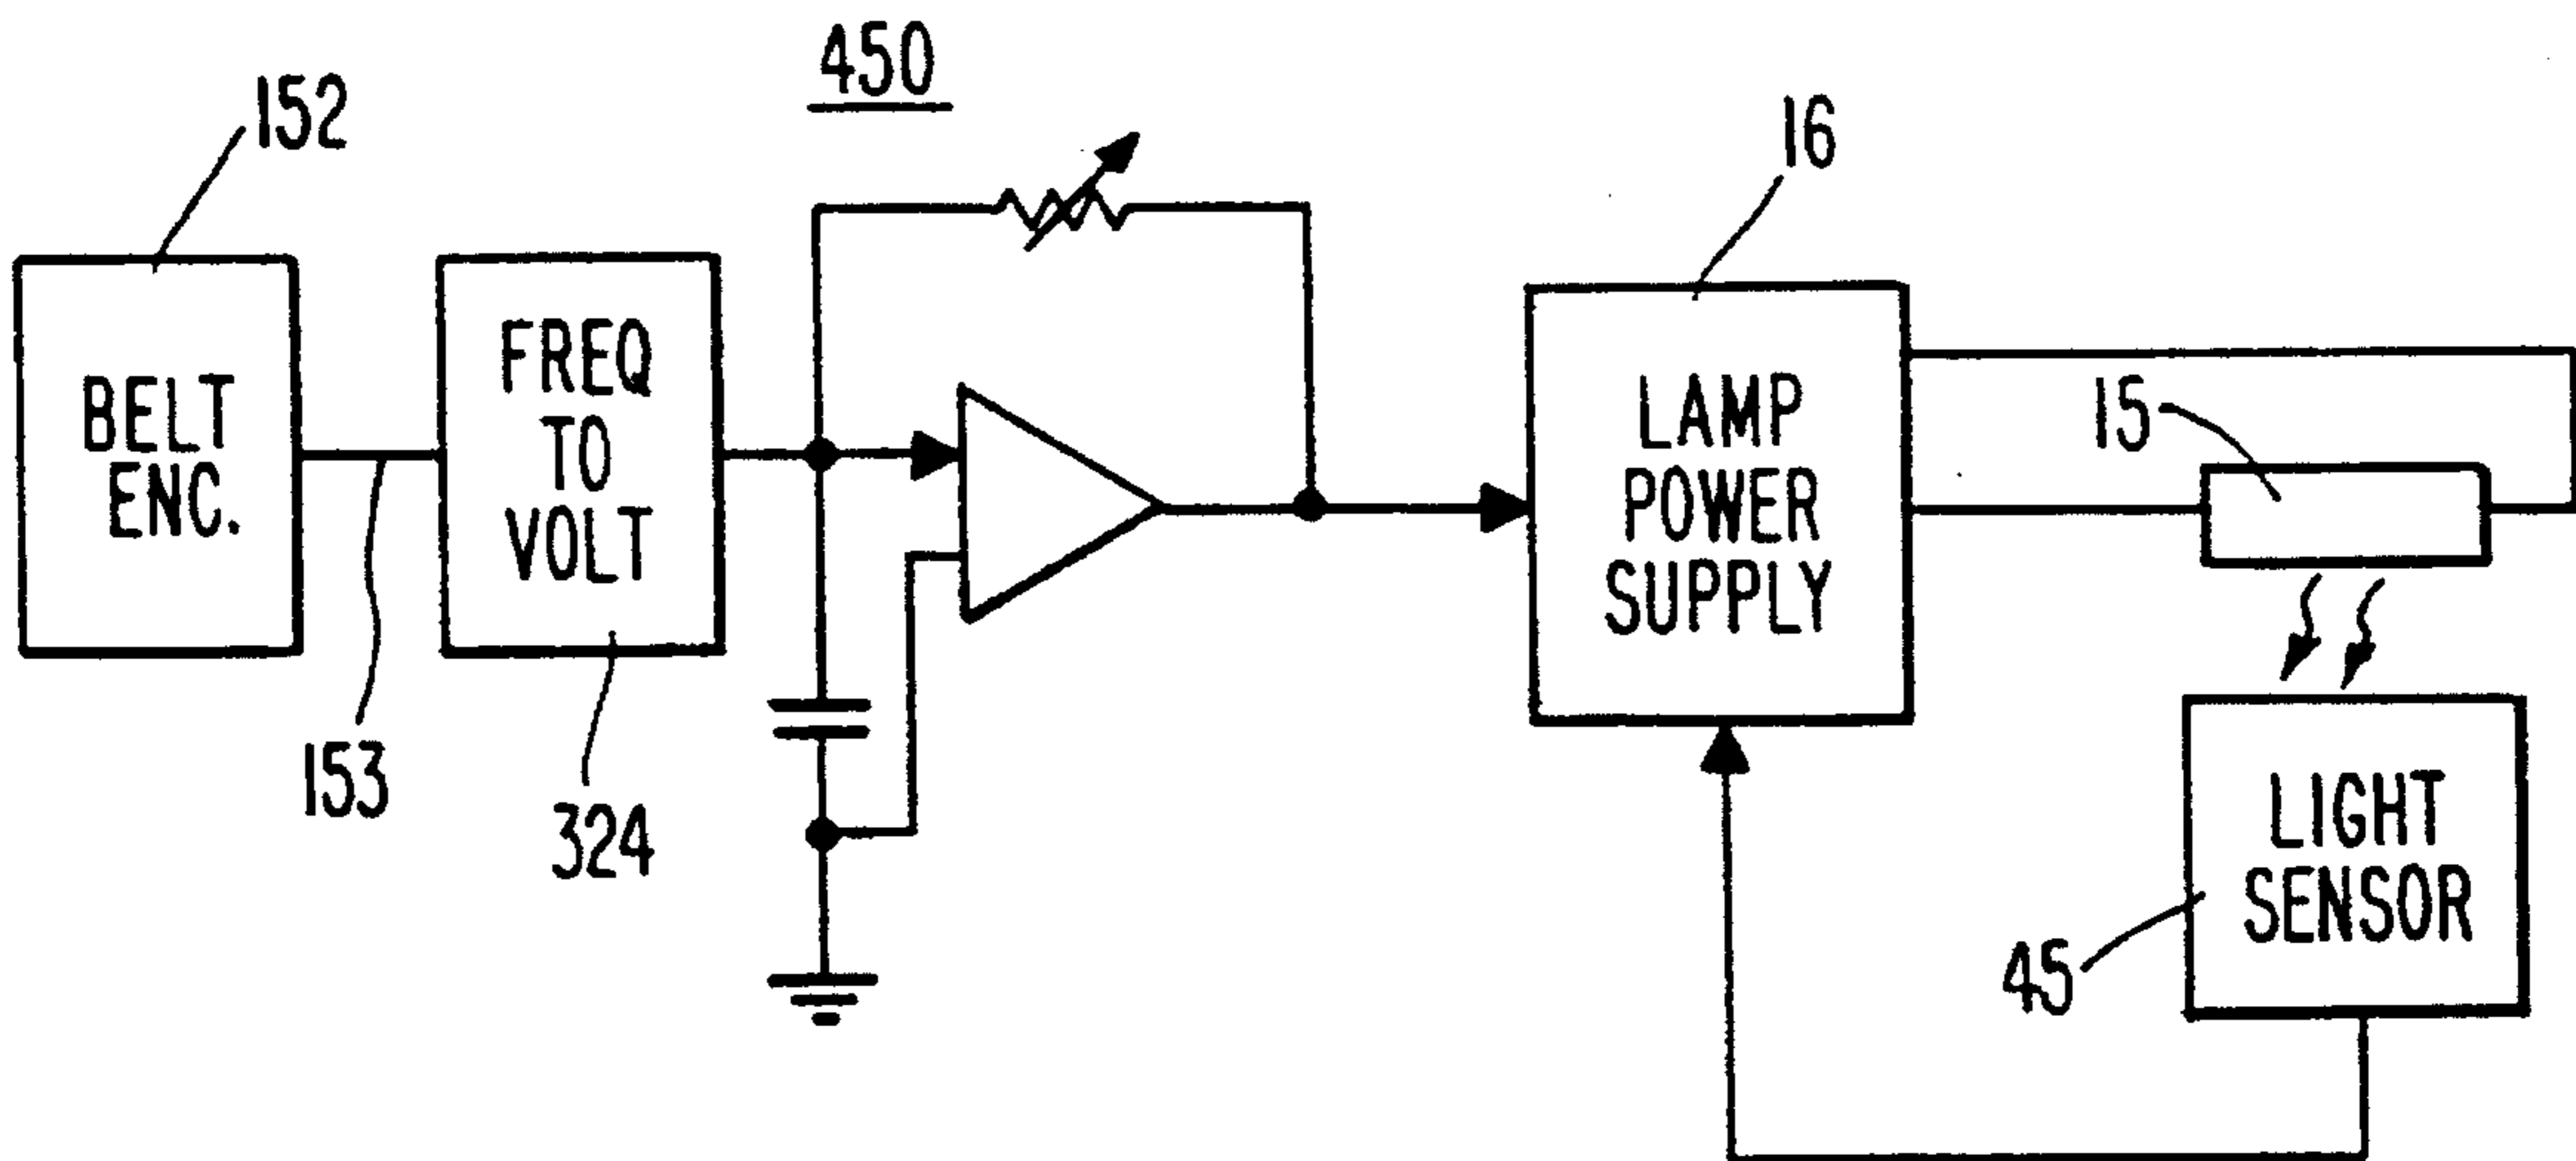 450
152
16
BELT
ENC.
FREQ
TO
VOLT
153
324
LAMP
POWER
SUPPLY
15
LIGHT
SENSOR
45